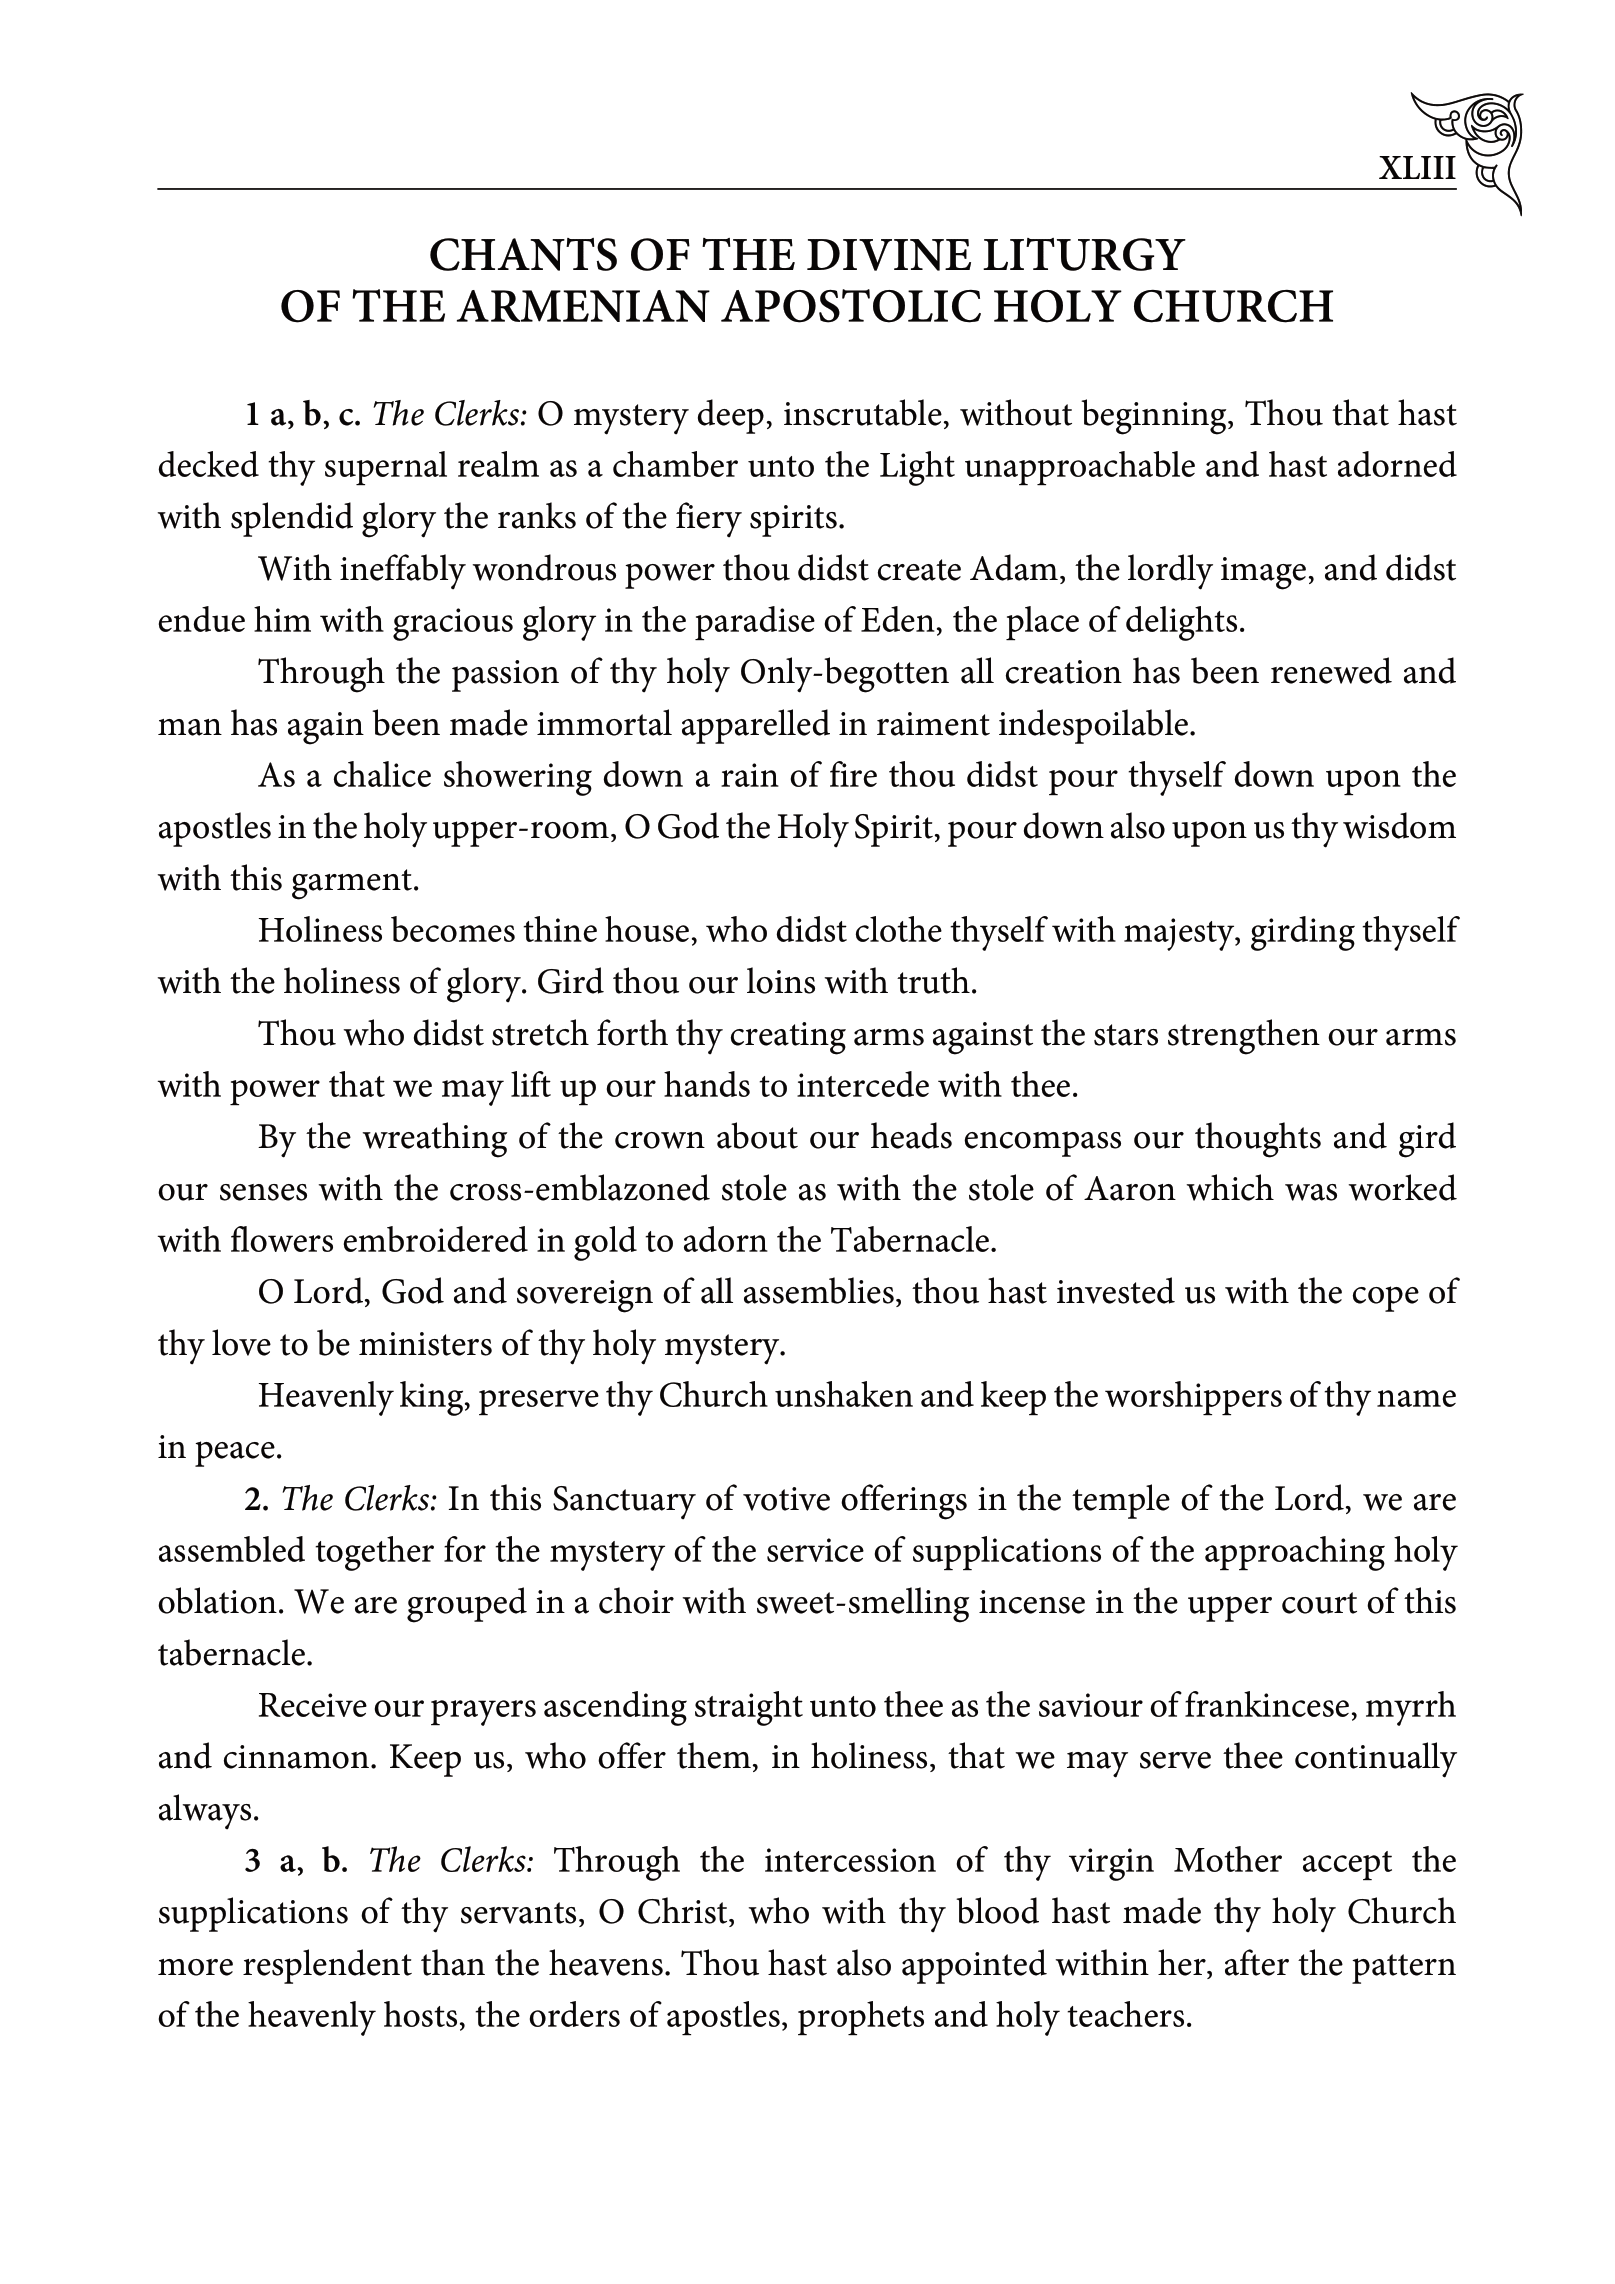 XLIII
CHANTS OF THE DIVINE LITURGY
OF THE ARMENIAN APOSTOLIC HOLY CHURCH
1 a, b, c. The Clerks: O mystery deep, inscrutable, without beginning, Thou that hast
decked thy supernal realm as a chamber unto the Light unapproachable and hast adorned
with splendid glory the ranks of the fiery spirits.
With ineffably wondrous power thou didst create Adam, the lordly image, and didst
endue him with gracious glory in the paradise of Eden, the place of delights.
Through the passion of thy holy Only-begotten all creation has been renewed and
man has again been made immortal apparelled in raiment indespoilable.
As a chalice showering down a rain of fire thou didst pour thyself down upon the
apostles in the holy upper-room, O God the Holy Spirit, pour down also upon us thy wisdom
with this garment.
Holiness becomes thine house, who didst clothe thyself with majesty, girding thyself
with the holiness of glory. Gird thou our loins with truth.
Thou who didst stretch forth thy creating arms against the stars strengthen our arms
with power that we may lift up our hands to intercede with thee.
By the wreathing of the crown about our heads encompass our thoughts and gird
our senses with the cross-emblazoned stole as with the stole of Aaron which was worked
with flowers embroidered in gold to adorn the Tabernacle.
O Lord, God and sovereign of all assemblies, thou hast invested us with the cope of
thy love to be ministers of thy holy mystery.
Heavenly king, preserve thy Church unshaken and keep the worshippers of thy name
in peace.
2. The Clerks: In this Sanctuary of votive offerings in the temple of the Lord, we are
assembled together for the mystery of the service of supplications of the approaching holy
oblation. We are grouped in a choir with sweet-smelling incense in the upper court of this
tabernacle.
Receive our prayers ascending straight unto thee as the saviour of frankincese, myrrh
and cinnamon. Keep us, who offer them, in holiness, that we may serve thee continually
always.
3 a, b. The Clerks: Through the intercession of thy virgin Mother accept the
supplications of thy servants, O Christ, who with thy blood hast made thy holy Church
more resplendent than the heavens. Thou hast also appointed within her, after the pattern
of the heavenly hosts, the orders of apostles, prophets and holy teachers.